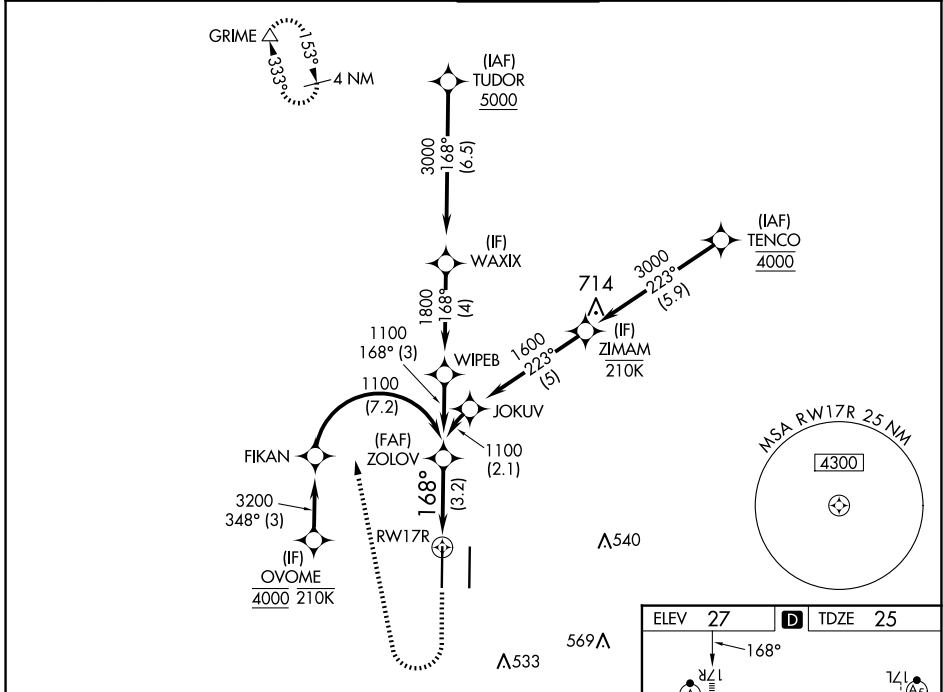 GRIME
153°
333°
4 NM
(IAF)
TUDOR
5000
3000
168°
(6.5)
(IF)
WAXIX
1800
168°
(4)
(IAF)
TENCO
4000
3000
223°
(5.9)
714
(IF)
ZIMAM
210K
1600
223°
(5)
1100
168° (3)
WIPEB
JOKUV
1100
(7.2)
FIKAN
(FAF)
ZOLOV
1100
(2.1)
168°
(3.2)
3200
348° (3)
(IF)
OVOME
4000 210K
RW17R
540
569
533
MSA RW17R 25 NM
4300
ELEV 27 D TDZE 25
168°
17R
17L